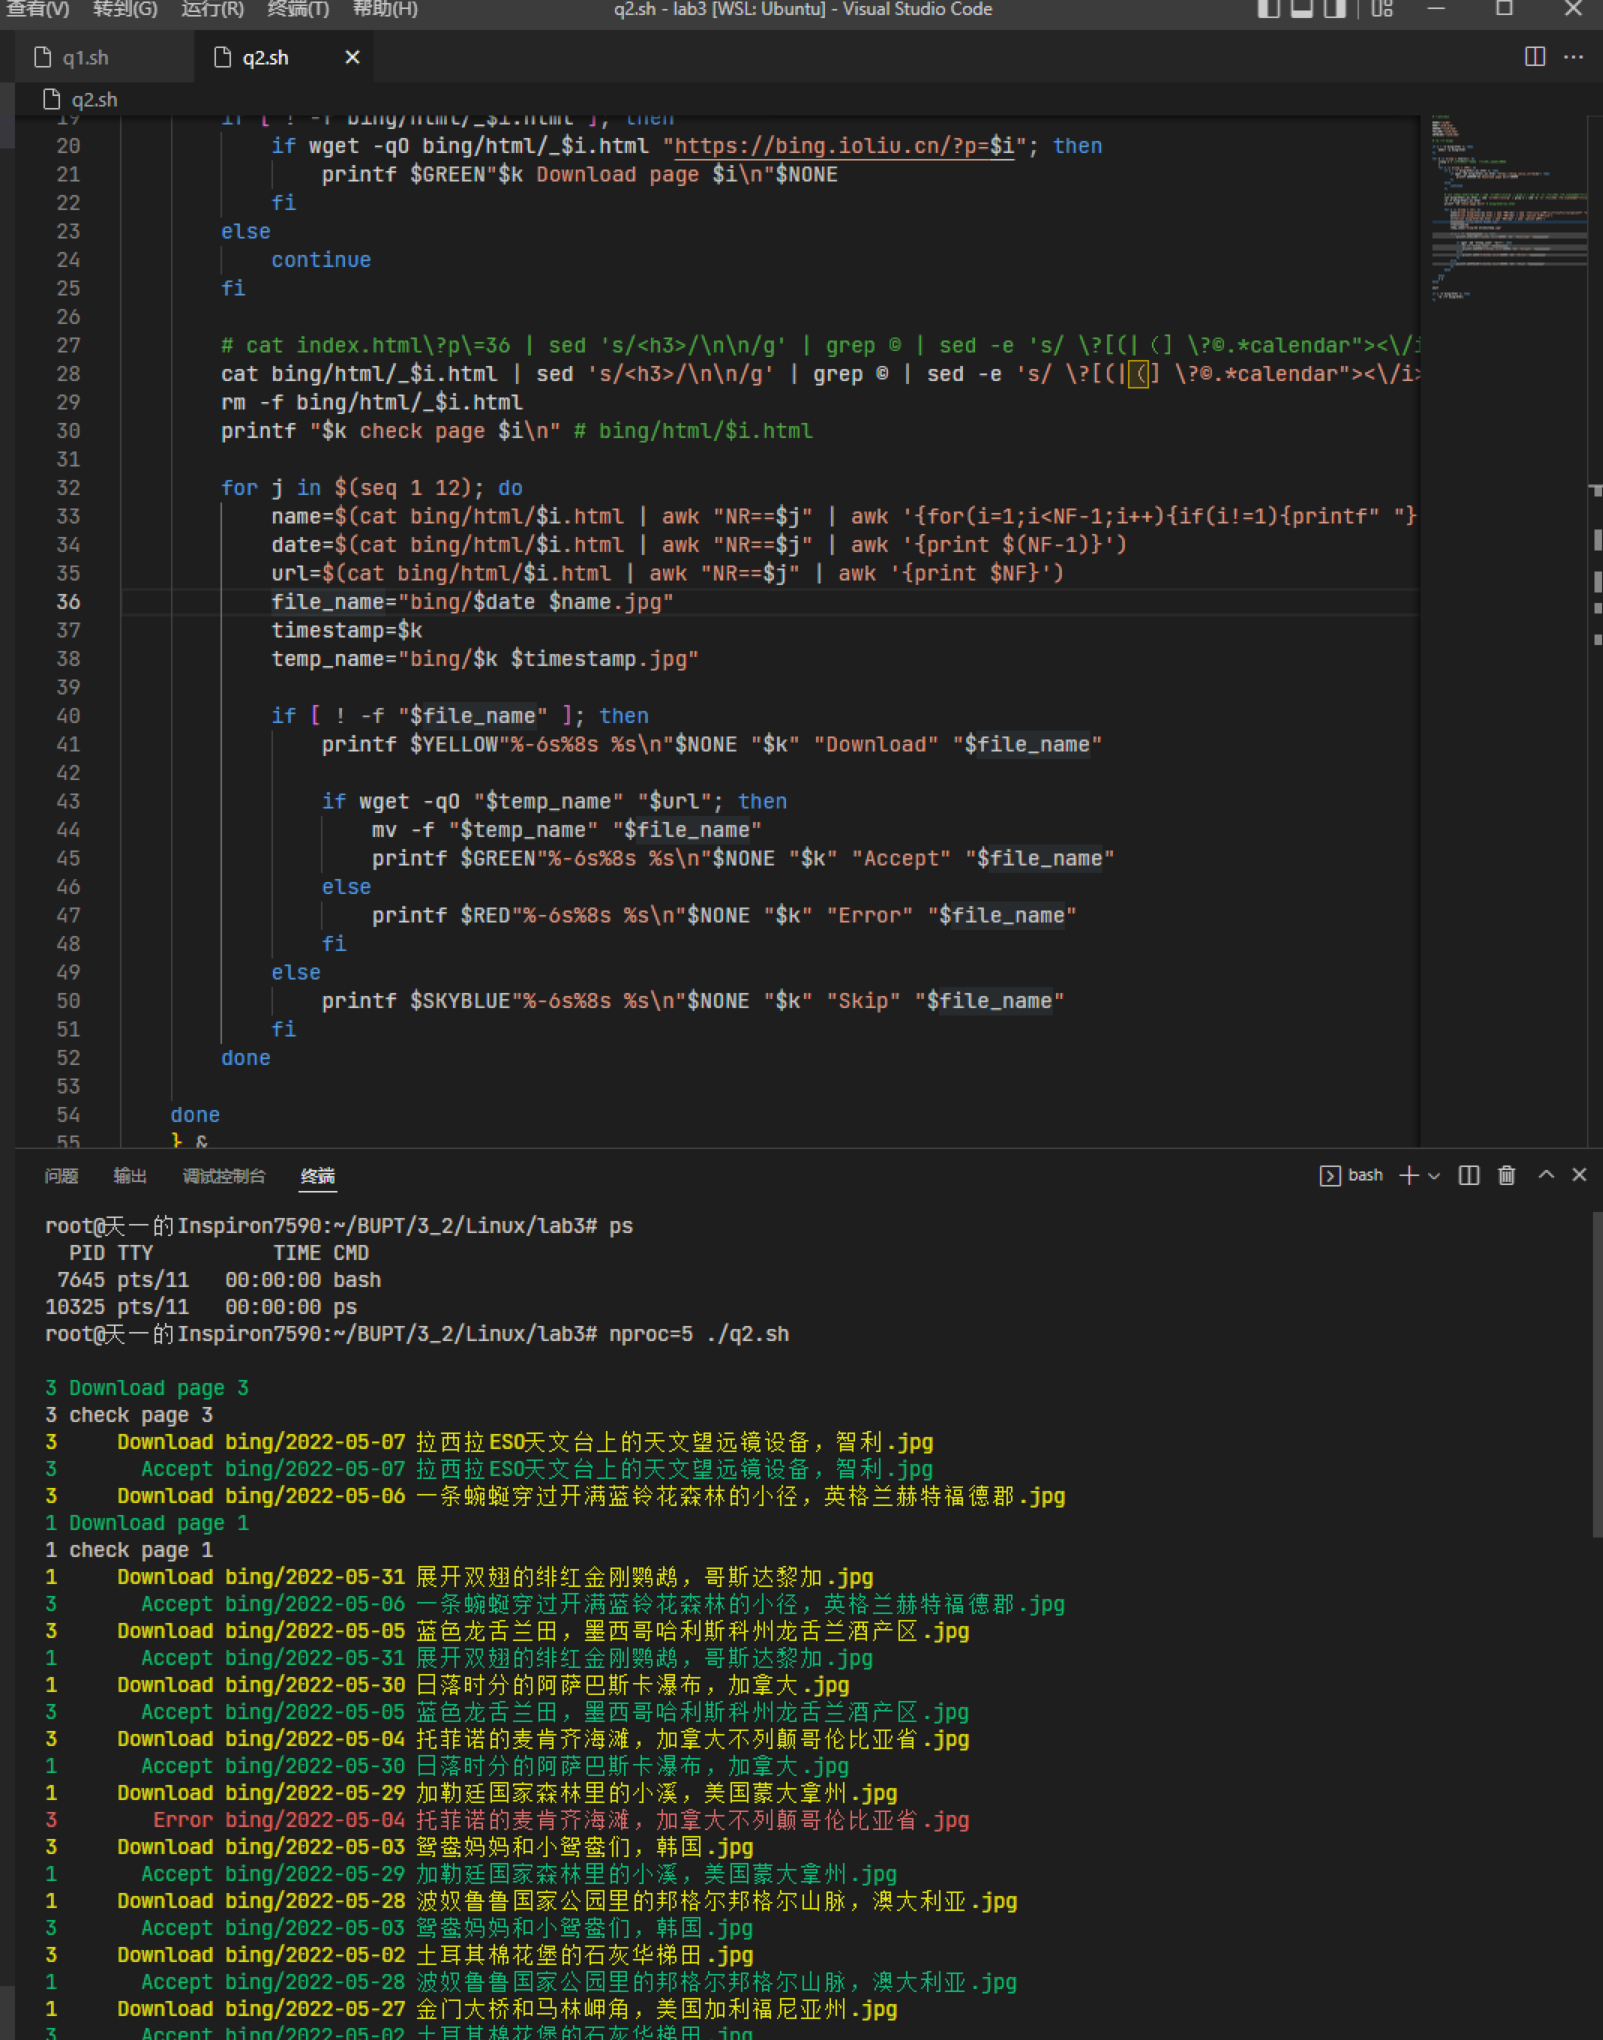 查看(V) 转到(G) 运行(R) 终端(T) 帮助(H) q2.sh - lab3 [WSL: Ubuntu] - Visual Studio Code
q1.sh q2.sh
q2.sh
19 if [ ! -f bing/html/_$i.html ]; then
20 if wget -qO bing/html/_$i.html "https://bing.ioliu.cn/?p=$i"; then
21 printf $GREEN"$k Download page $i\n"$NONE
22 fi
23 else
24 continue
25 fi
26
27 # cat index.html\?p\=36 | sed 's/<h3>/\n\n/g' | grep © | sed -e 's/ \?[(|（] \?©.*calendar"><\/i
28 cat bing/html/_$i.html | sed 's/<h3>/\n\n/g' | grep © | sed -e 's/ \?[(|（] \?©.*calendar"><\/i>
29 rm -f bing/html/_$i.html
30 printf "$k check page $i\n" # bing/html/$i.html
31
32 for j in $(seq 1 12); do
33 name=$(cat bing/html/$i.html | awk "NR==$j" | awk '{for(i=1;i<NF-1;i++){if(i!=1){printf" "}
34 date=$(cat bing/html/$i.html | awk "NR==$j" | awk '{print $(NF-1)}')
35 url=$(cat bing/html/$i.html | awk "NR==$j" | awk '{print $NF}')
36 file_name="bing/$date $name.jpg"
37 timestamp=$k
38 temp_name="bing/$k $timestamp.jpg"
39
40 if [ ! -f "$file_name" ]; then
41 printf $YELLOW"%-6s%8s %s\n"$NONE "$k" "Download" "$file_name"
42
43 if wget -qO "$temp_name" "$url"; then
44 mv -f "$temp_name" "$file_name"
45 printf $GREEN"%-6s%8s %s\n"$NONE "$k" "Accept" "$file_name"
46 else
47 printf $RED"%-6s%8s %s\n"$NONE "$k" "Error" "$file_name"
48 fi
49 else
50 printf $SKYBLUE"%-6s%8s %s\n"$NONE "$k" "Skip" "$file_name"
51 fi
52 done
53
54 done
55 } &
问题 输出 调试控制台 终端 bash
root@天一的Inspiron7590:~/BUPT/3_2/Linux/lab3# ps
PID TTY TIME CMD
7645 pts/11 00:00:00 bash
10325 pts/11 00:00:00 ps
root@天一的Inspiron7590:~/BUPT/3_2/Linux/lab3# nproc=5 ./q2.sh
3 Download page 3
3 check page 3
3 Download bing/2022-05-07 拉西拉ESO天文台上的天文望远镜设备，智利.jpg
3 Accept bing/2022-05-07 拉西拉ESO天文台上的天文望远镜设备，智利.jpg
3 Download bing/2022-05-06 一条蜿蜒穿过开满蓝铃花森林的小径，英格兰赫特福德郡.jpg
1 Download page 1
1 check page 1
1 Download bing/2022-05-31 展开双翅的绯红金刚鹦鹉，哥斯达黎加.jpg
3 Accept bing/2022-05-06 一条蜿蜒穿过开满蓝铃花森林的小径，英格兰赫特福德郡.jpg
3 Download bing/2022-05-05 蓝色龙舌兰田，墨西哥哈利斯科州龙舌兰酒产区.jpg
1 Accept bing/2022-05-31 展开双翅的绯红金刚鹦鹉，哥斯达黎加.jpg
1 Download bing/2022-05-30 日落时分的阿萨巴斯卡瀑布，加拿大.jpg
3 Accept bing/2022-05-05 蓝色龙舌兰田，墨西哥哈利斯科州龙舌兰酒产区.jpg
3 Download bing/2022-05-04 托菲诺的麦肯齐海滩，加拿大不列颠哥伦比亚省.jpg
1 Accept bing/2022-05-30 日落时分的阿萨巴斯卡瀑布，加拿大.jpg
1 Download bing/2022-05-29 加勒廷国家森林里的小溪，美国蒙大拿州.jpg
3 Error bing/2022-05-04 托菲诺的麦肯齐海滩，加拿大不列颠哥伦比亚省.jpg
3 Download bing/2022-05-03 鸳鸯妈妈和小鸳鸯们，韩国.jpg
1 Accept bing/2022-05-29 加勒廷国家森林里的小溪，美国蒙大拿州.jpg
1 Download bing/2022-05-28 波奴鲁鲁国家公园里的邦格尔邦格尔山脉，澳大利亚.jpg
3 Accept bing/2022-05-03 鸳鸯妈妈和小鸳鸯们，韩国.jpg
3 Download bing/2022-05-02 土耳其棉花堡的石灰华梯田.jpg
1 Accept bing/2022-05-28 波奴鲁鲁国家公园里的邦格尔邦格尔山脉，澳大利亚.jpg
1 Download bing/2022-05-27 金门大桥和马林岬角，美国加利福尼亚州.jpg
3 Accept bing/2022-05-02 土耳其棉花堡的石灰华梯田.jpg